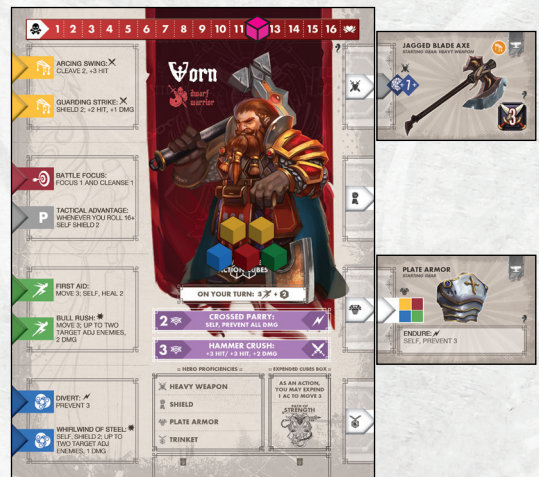 1 2 3 4 5 6 7 8 9 10 11 13 14 15 16
ARCING SWING:
CLEAVE 2, +3 HIT
GUARDING STRIKE:
SHIELD 2; +2 HIT, +1 DMG
BATTLE FOCUS:
FOCUS 1 AND CLEANSE 1
P
TACTICAL ADVANTAGE:
WHENEVER YOU ROLL 16+
SELF SHIELD 2
FIRST AID:
MOVE 3; SELF, HEAL 2
BULL RUSH:
MOVE 3; UP TO TWO
TARGET ADJ ENEMIES,
2 DMG
DIVERT:
PREVENT 3
WHIRLWIND OF STEEL:
SELF, SHIELD 2; UP TO
TWO TARGET ADJ
ENEMIES, 1 DMG
Vorn
dwarf
warrior
ACTION CUBES
ON YOUR TURN: 3 + 2
2 CROSSED PARRY:
SELF, PREVENT ALL DMG
3 HAMMER CRUSH:
+3 HIT/ +3 HIT, +2 DMG
HERO PROFICIENCIES
HEAVY WEAPON
SHIELD
PLATE ARMOR
TRINKET
EXPENDED CUBES BOX
AS AN ACTION,
YOU MAY EXPEND
1 AC TO MOVE 3
PATH OF
STRENGTH
JAGGED BLADE AXE
STARTING GEAR: HEAVY WEAPON
7+
3
PLATE ARMOR
STARTING GEAR
ENDURE:
SELF, PREVENT 3